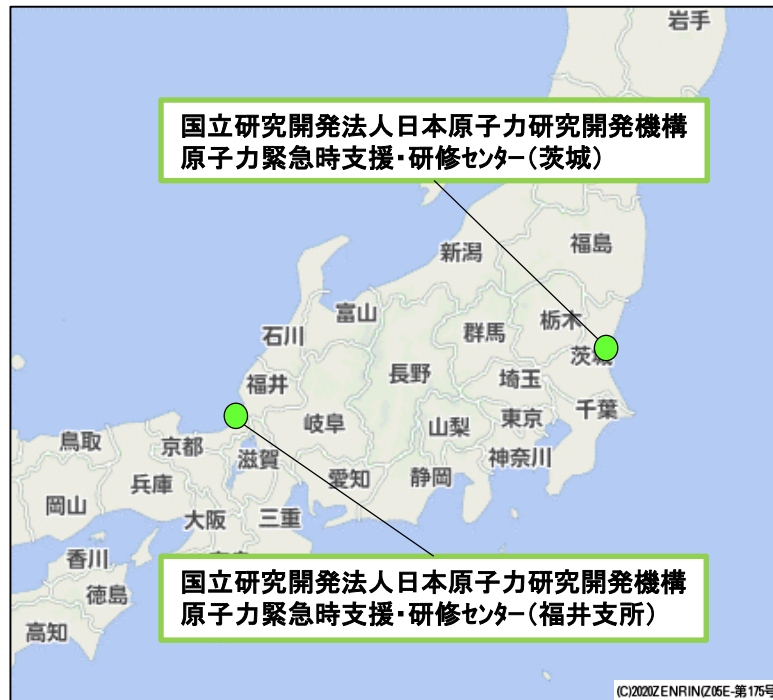 岩手
国立研究開発法人日本原子力研究開発機構
原子力緊急時支援・研修センター（茨城）
新潟
福島
富山
栃木
石川
群馬
茨城
長野
福井
埼玉
岐阜
山梨
東京
千葉
鳥取
京都
滋賀
神奈川
兵庫
愛知
静岡
岡山
大阪
三重
香川
国立研究開発法人日本原子力研究開発機構
原子力緊急時支援・研修センター（福井支所）
徳島
高知
(C)2020ZENRIN(Z05E-第175号